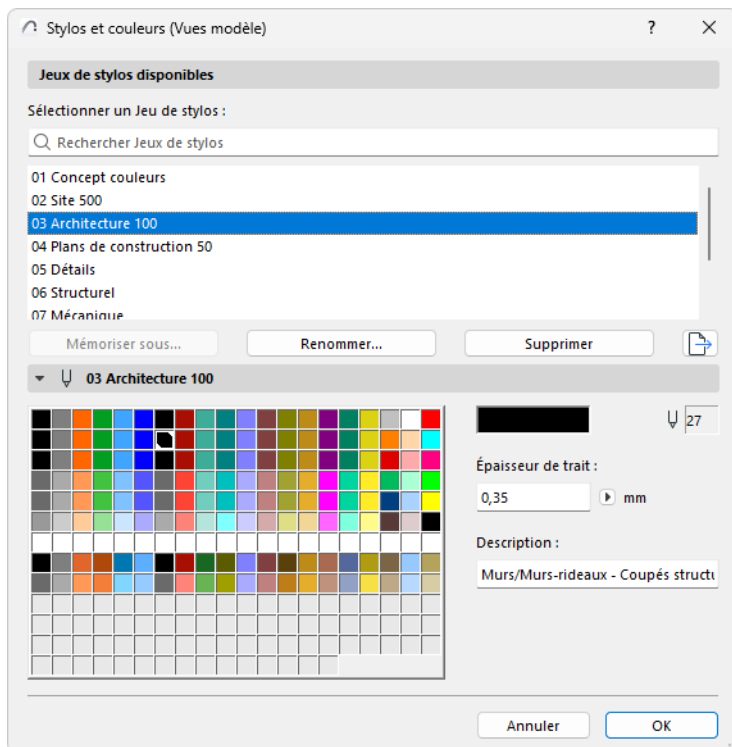 Stylos et couleurs (Vues modèle)
?
Jeux de stylos disponibles
Sélectionner un Jeu de stylos :
Rechercher Jeux de stylos
01 Concept couleurs
02 Site 500
03 Architecture 100
04 Plans de construction 50
05 Détails
06 Structurel
07 Mécanique
Mémoriser sous... Renommer... Supprimer
03 Architecture 100
27
Épaisseur de trait :
0,35 mm
Description :
Murs/Murs-rideaux - Coupés structu
Annuler OK